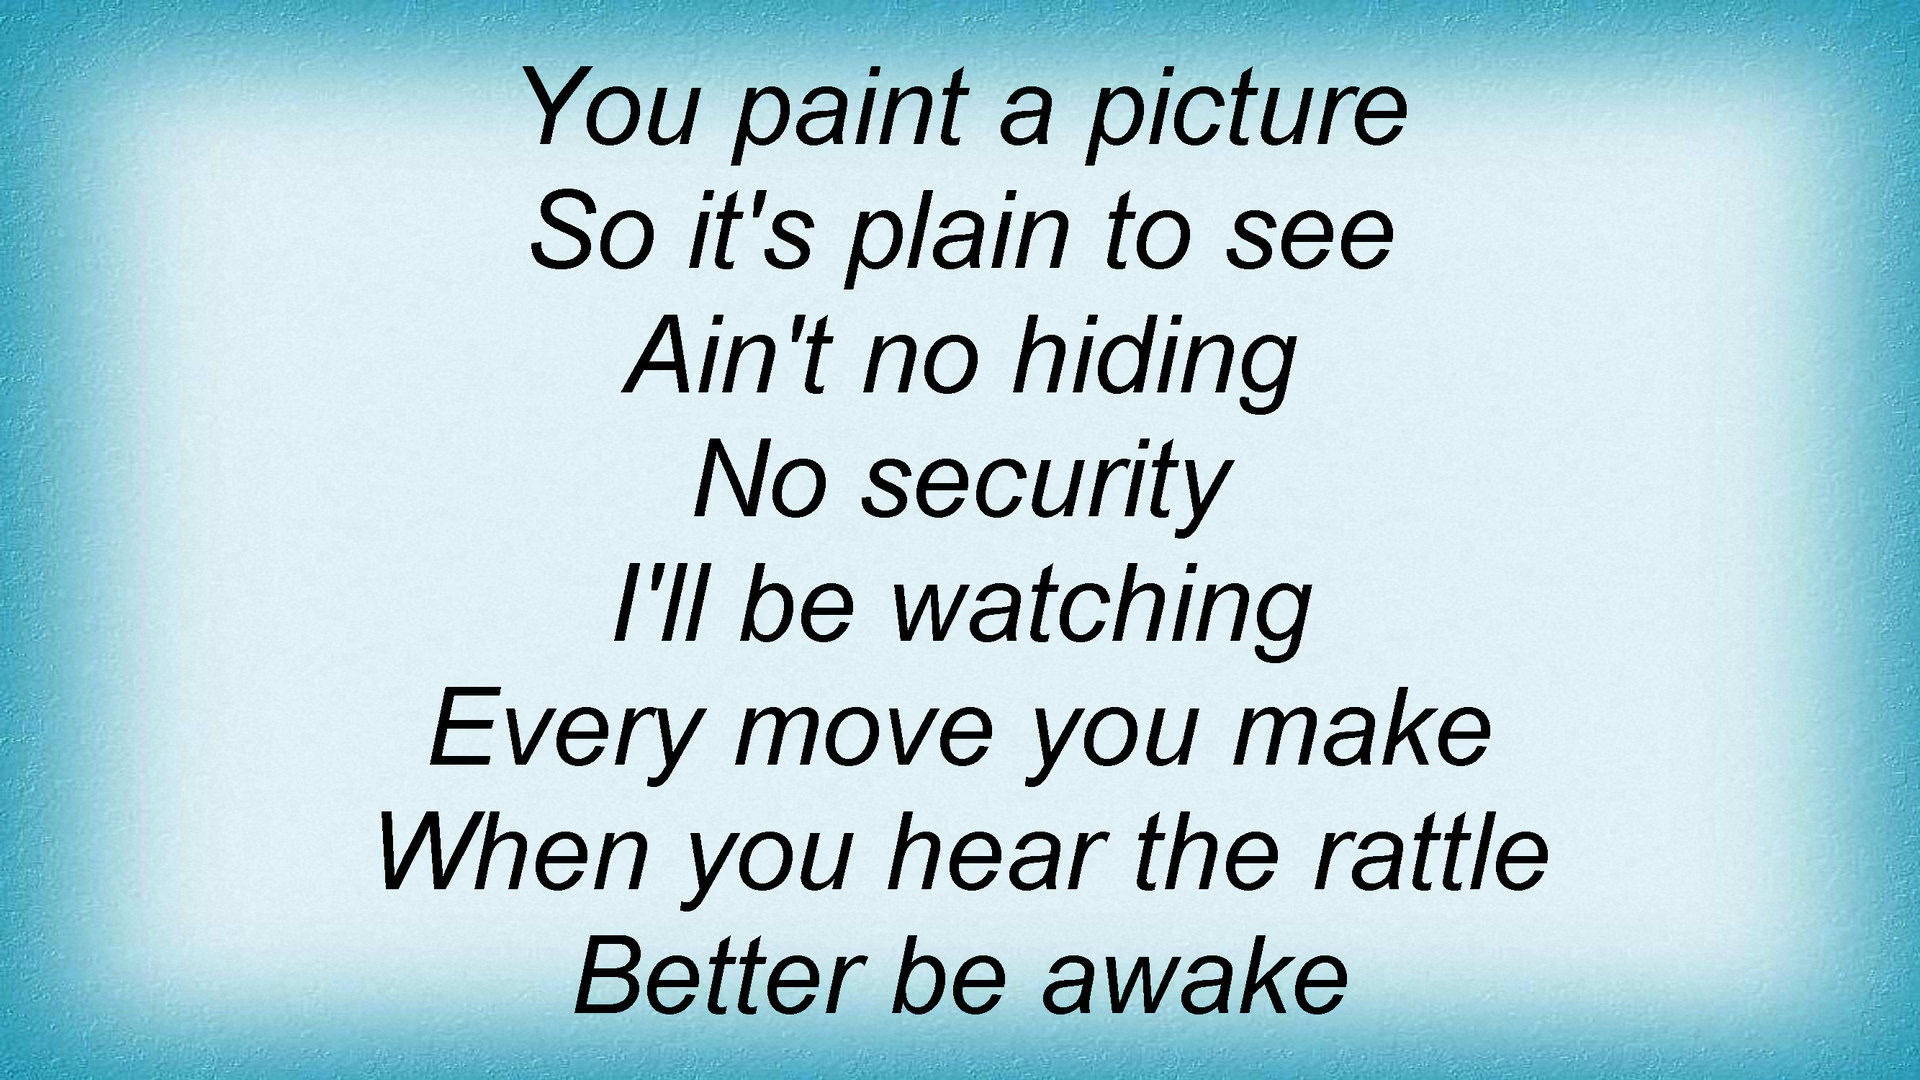 You paint a picture
So it's plain to see
Ain't no hiding
No security
I'll be watching
Every move you make
When you hear the rattle
Better be awake